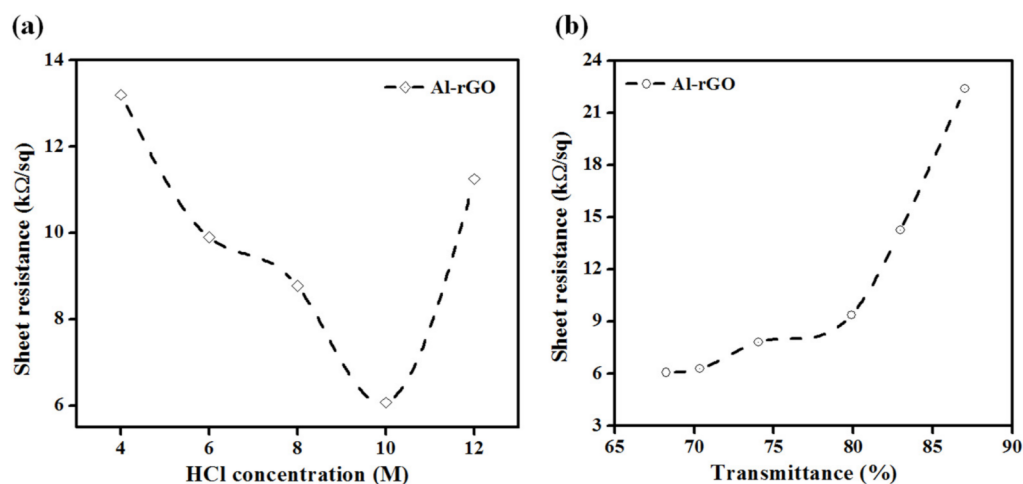 (a)
14
12
10
8
6
Sheet resistance (kΩ/sq)
Al-rGO
4 6 8 10 12
HCl concentration (M)
(b)
24
21
18
15
12
9
6
3
Sheet resistance (kΩ/sq)
Al-rGO
65 70 75 80 85 90
Transmittance (%)